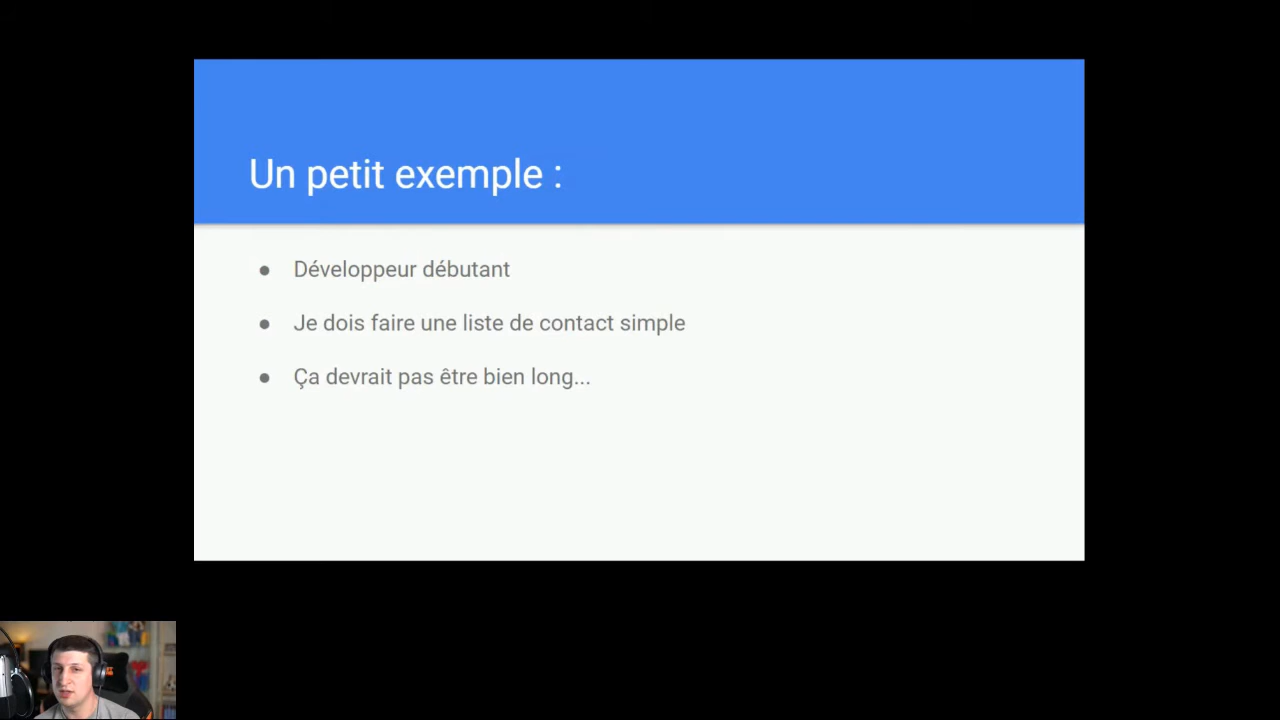 Un petit exemple :
Développeur débutant
Je dois faire une liste de contact simple
Ça devrait pas être bien long...